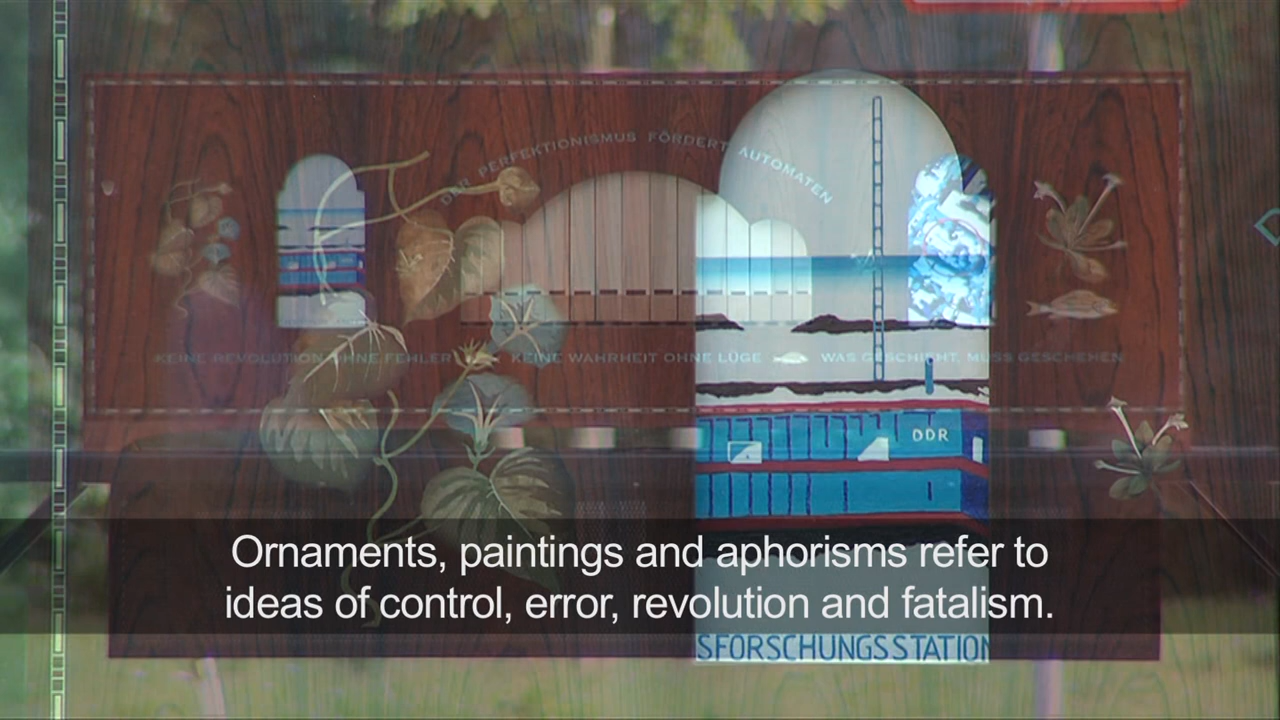 DER PERFEKTIONISMUS FÖRDERT AUTOMATEN
KEINE REVOLUTION OHNE FEHLER KEINE WAHRHEIT OHNE LÜGE WAS GESCHIEHT, MUSS GESCHEHEN
DDR
Ornaments, paintings and aphorisms refer to
ideas of control, error, revolution and fatalism.
SFORSCHUNGSSTATION